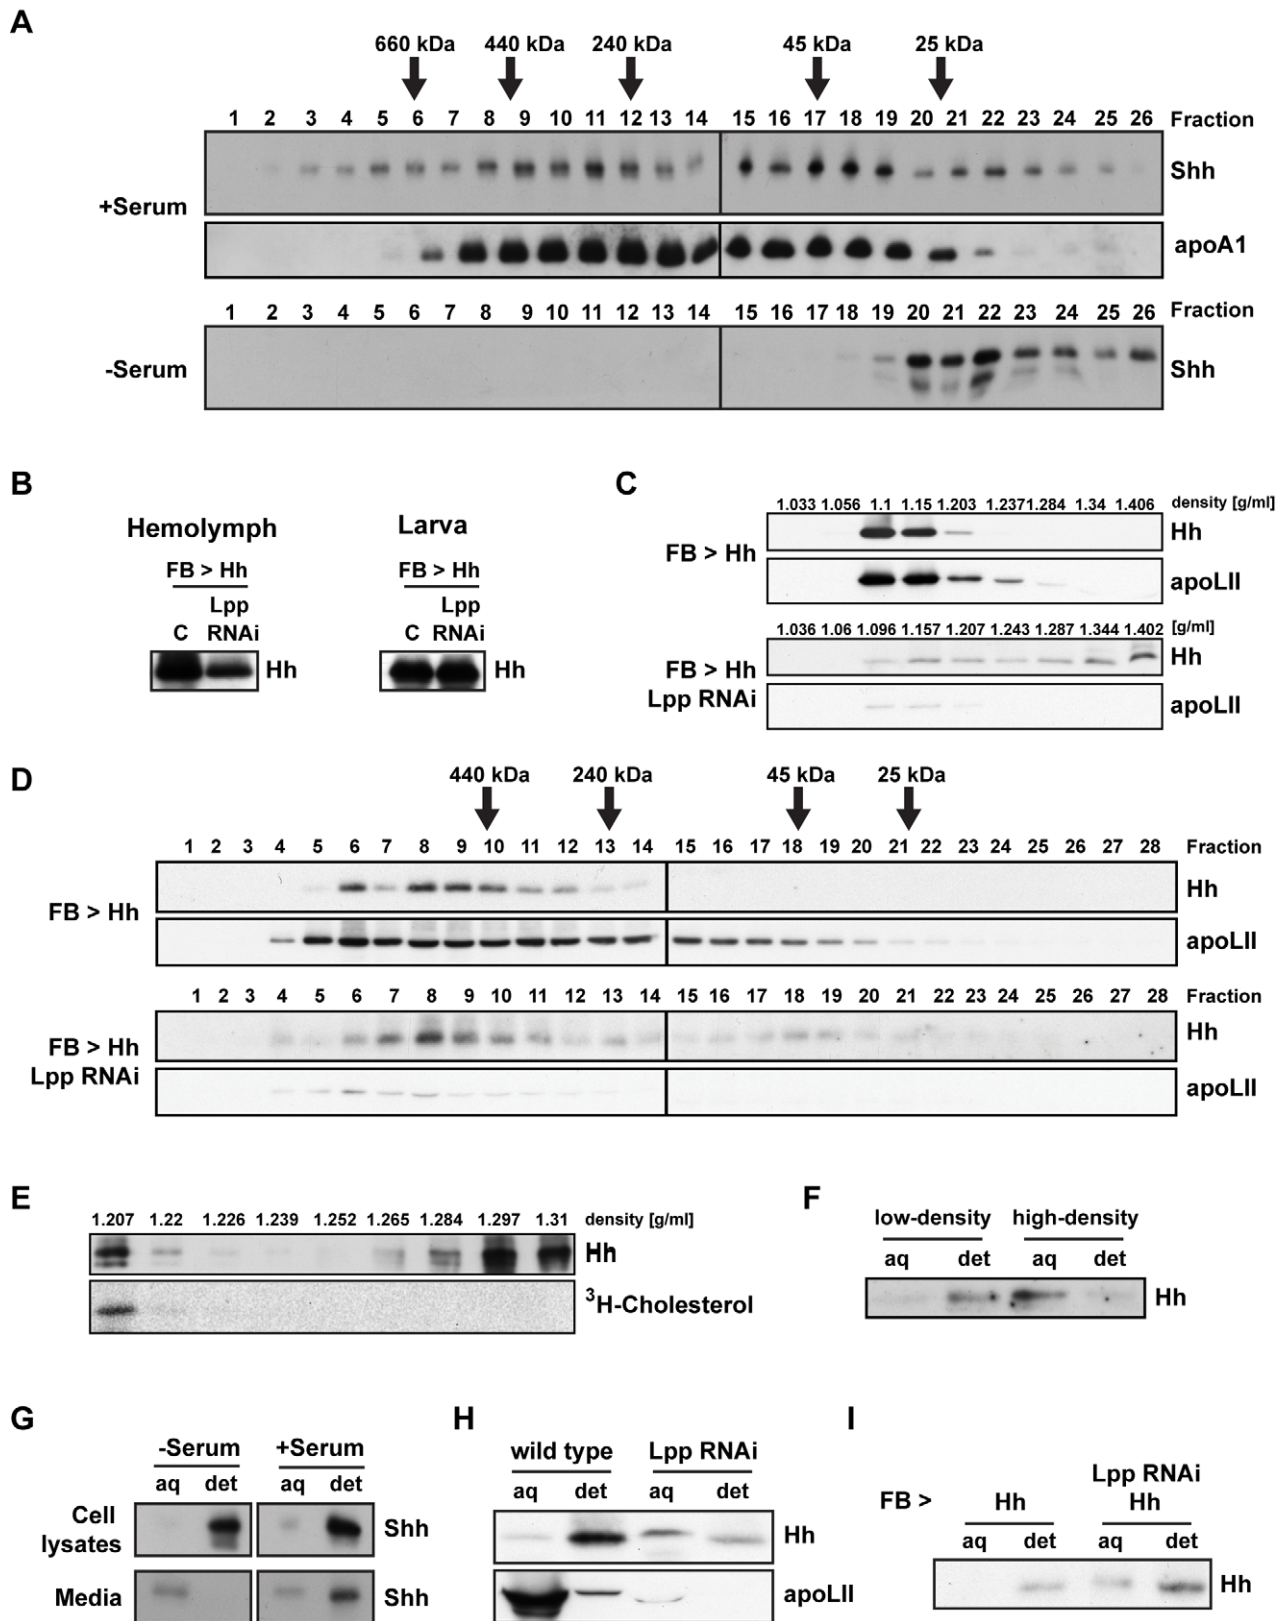 A
660 kDa 440 kDa 240 kDa 45 kDa 25 kDa
1 2 3 4 5 6 7 8 9 10 11 12 13 14 15 16 17 18 19 20 21 22 23 24 25 26 Fraction
Shh
+Serum
apoA1
1 2 3 4 5 6 7 8 9 10 11 12 13 14 15 16 17 18 19 20 21 22 23 24 25 26 Fraction
-Serum Shh
B
Hemolymph Larva
FB > Hh FB > Hh
Lpp Lpp
C RNAi C RNAi
Hh Hh
C
1.033 1.056 1.1 1.15 1.203 1.237 1.284 1.34 1.406 density [g/ml]
Hh
FB > Hh
apoLII
1.036 1.06 1.096 1.157 1.207 1.243 1.287 1.344 1.402 [g/ml]
Hh
FB > Hh
Lpp RNAi
apoLII
D
440 kDa 240 kDa 45 kDa 25 kDa
1 2 3 4 5 6 7 8 9 10 11 12 13 14 15 16 17 18 19 20 21 22 23 24 25 26 27 28 Fraction
Hh
FB > Hh
apoLII
1 2 3 4 5 6 7 8 9 10 11 12 13 14 15 16 17 18 19 20 21 22 23 24 25 26 27 28 Fraction
Hh
FB > Hh
Lpp RNAi
apoLII
E
1.207 1.22 1.226 1.239 1.252 1.265 1.284 1.297 1.31 density [g/ml]
Hh
3H-Cholesterol
F
low-density high-density
aq det aq det
Hh
G
-Serum +Serum
aq det aq det
Cell
lysates Shh
Media Shh
H
wild type Lpp RNAi
aq det aq det
Hh
apoLII
I
Lpp RNAi
FB > Hh Hh
aq det aq det
Hh